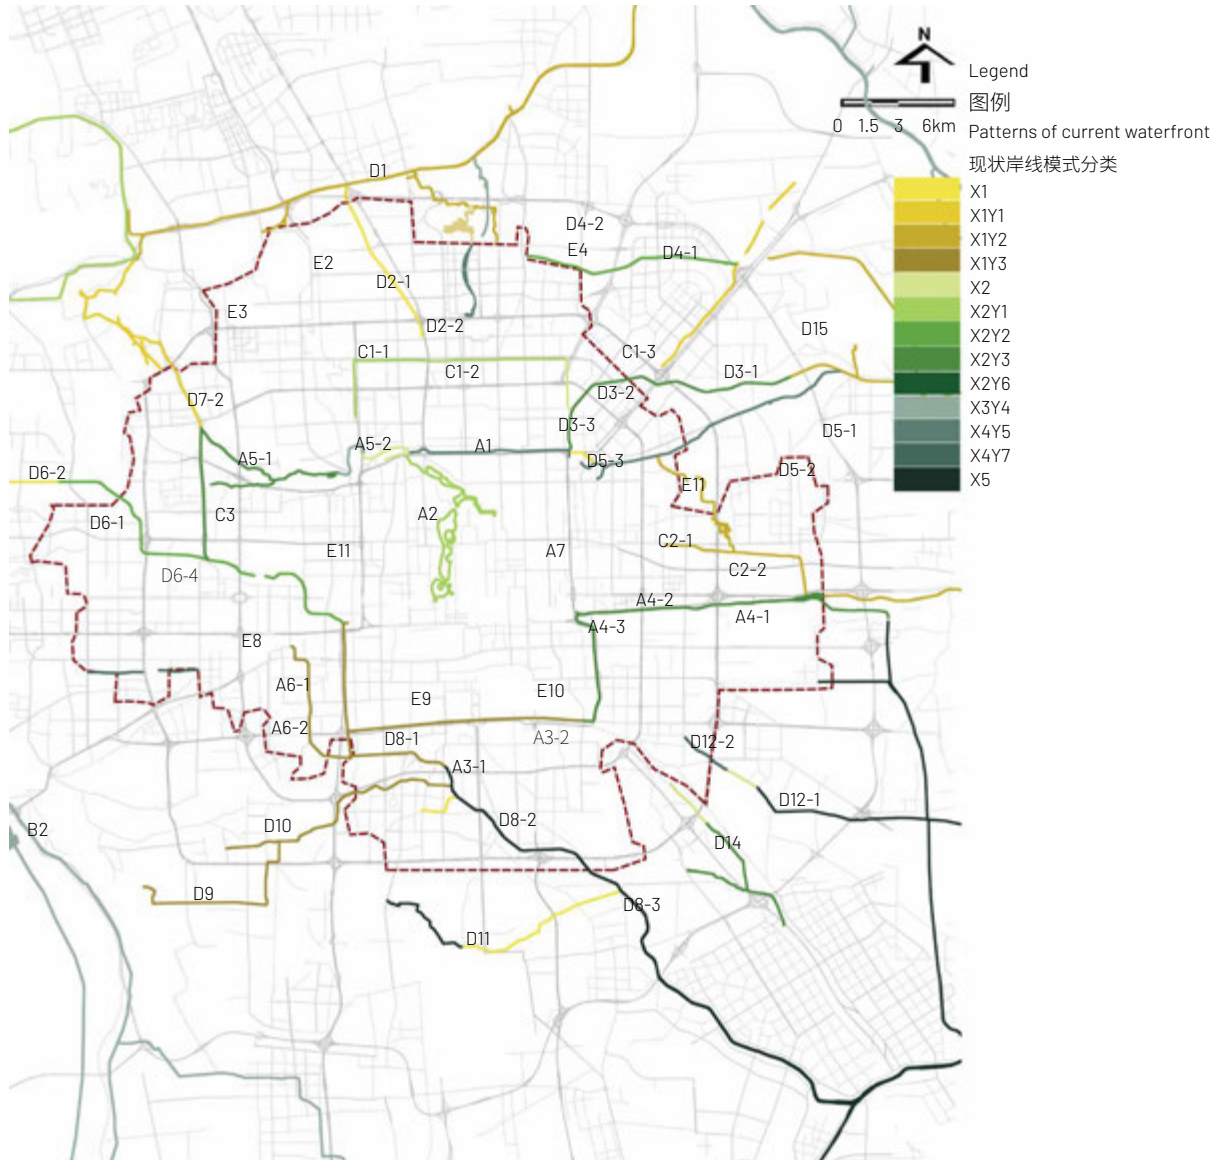 N
Legend
图例
0 1.5 3 6km
Patterns of current waterfront
现状岸线模式分类
X1
X1Y1
X1Y2
X1Y3
X2
X2Y1
X2Y2
X2Y3
X2Y6
X3Y4
X4Y5
X4Y7
X5
D1
D4-2
E4
D4-1
E2
D2-1
E3
D2-2
D15
C1-1
C1-3
C1-2
D3-1
D3-2
D7-2
D3-3
D5-1
A5-2
A1
A5-1
D5-3
D5-2
D6-2
E11
C3
A2
D6-1
C2-1
E11
A7
C2-2
D6-4
A4-2
A4-1
A4-3
E8
A6-1
E9
E10
A6-2
D8-1
A3-2
D12-2
A3-1
D12-1
D8-2
D10
B2
D14
D9
D8-3
D11